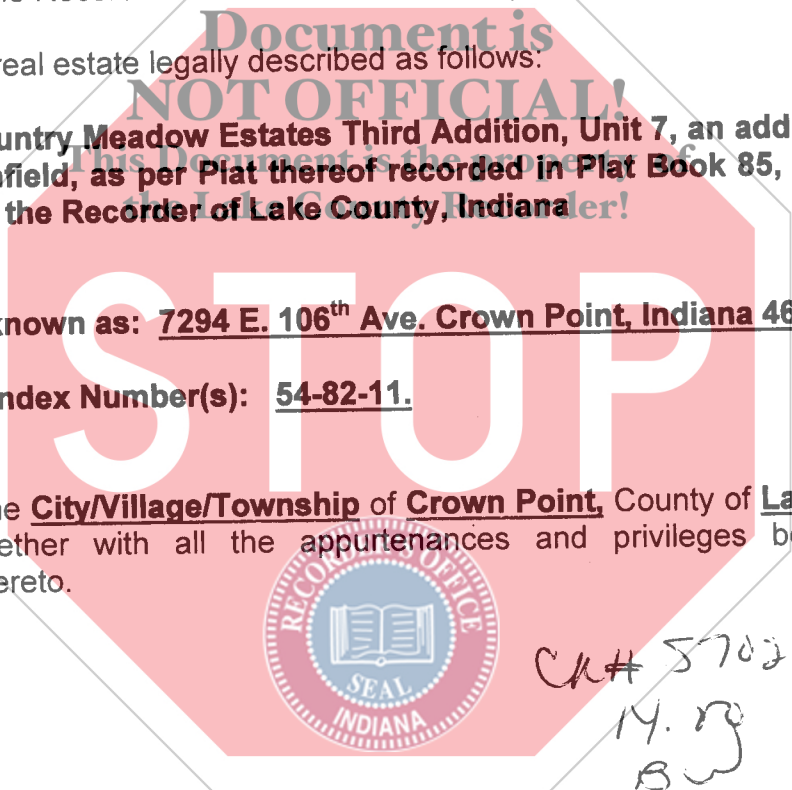 Document is
real estate legally described as follows:
NOT OFFICIAL!
untry Meadow Estates Third Addition, Unit 7, an add
This Document is the property of
field, as per Plat thereof recorded in Plat Book 85,
the Lake County Recorder!
the Recorder of Lake County, Indiana
STOP
known as: 7294 E. 106th Ave. Crown Point, Indiana 46
ndex Number(s): 54-82-11.
e City/Village/Township of Crown Point, County of La
ether with all the appurtenances and privileges b
ereto.
RECORDER'S OFFICE
SEAL
INDIANA
CK# 5702